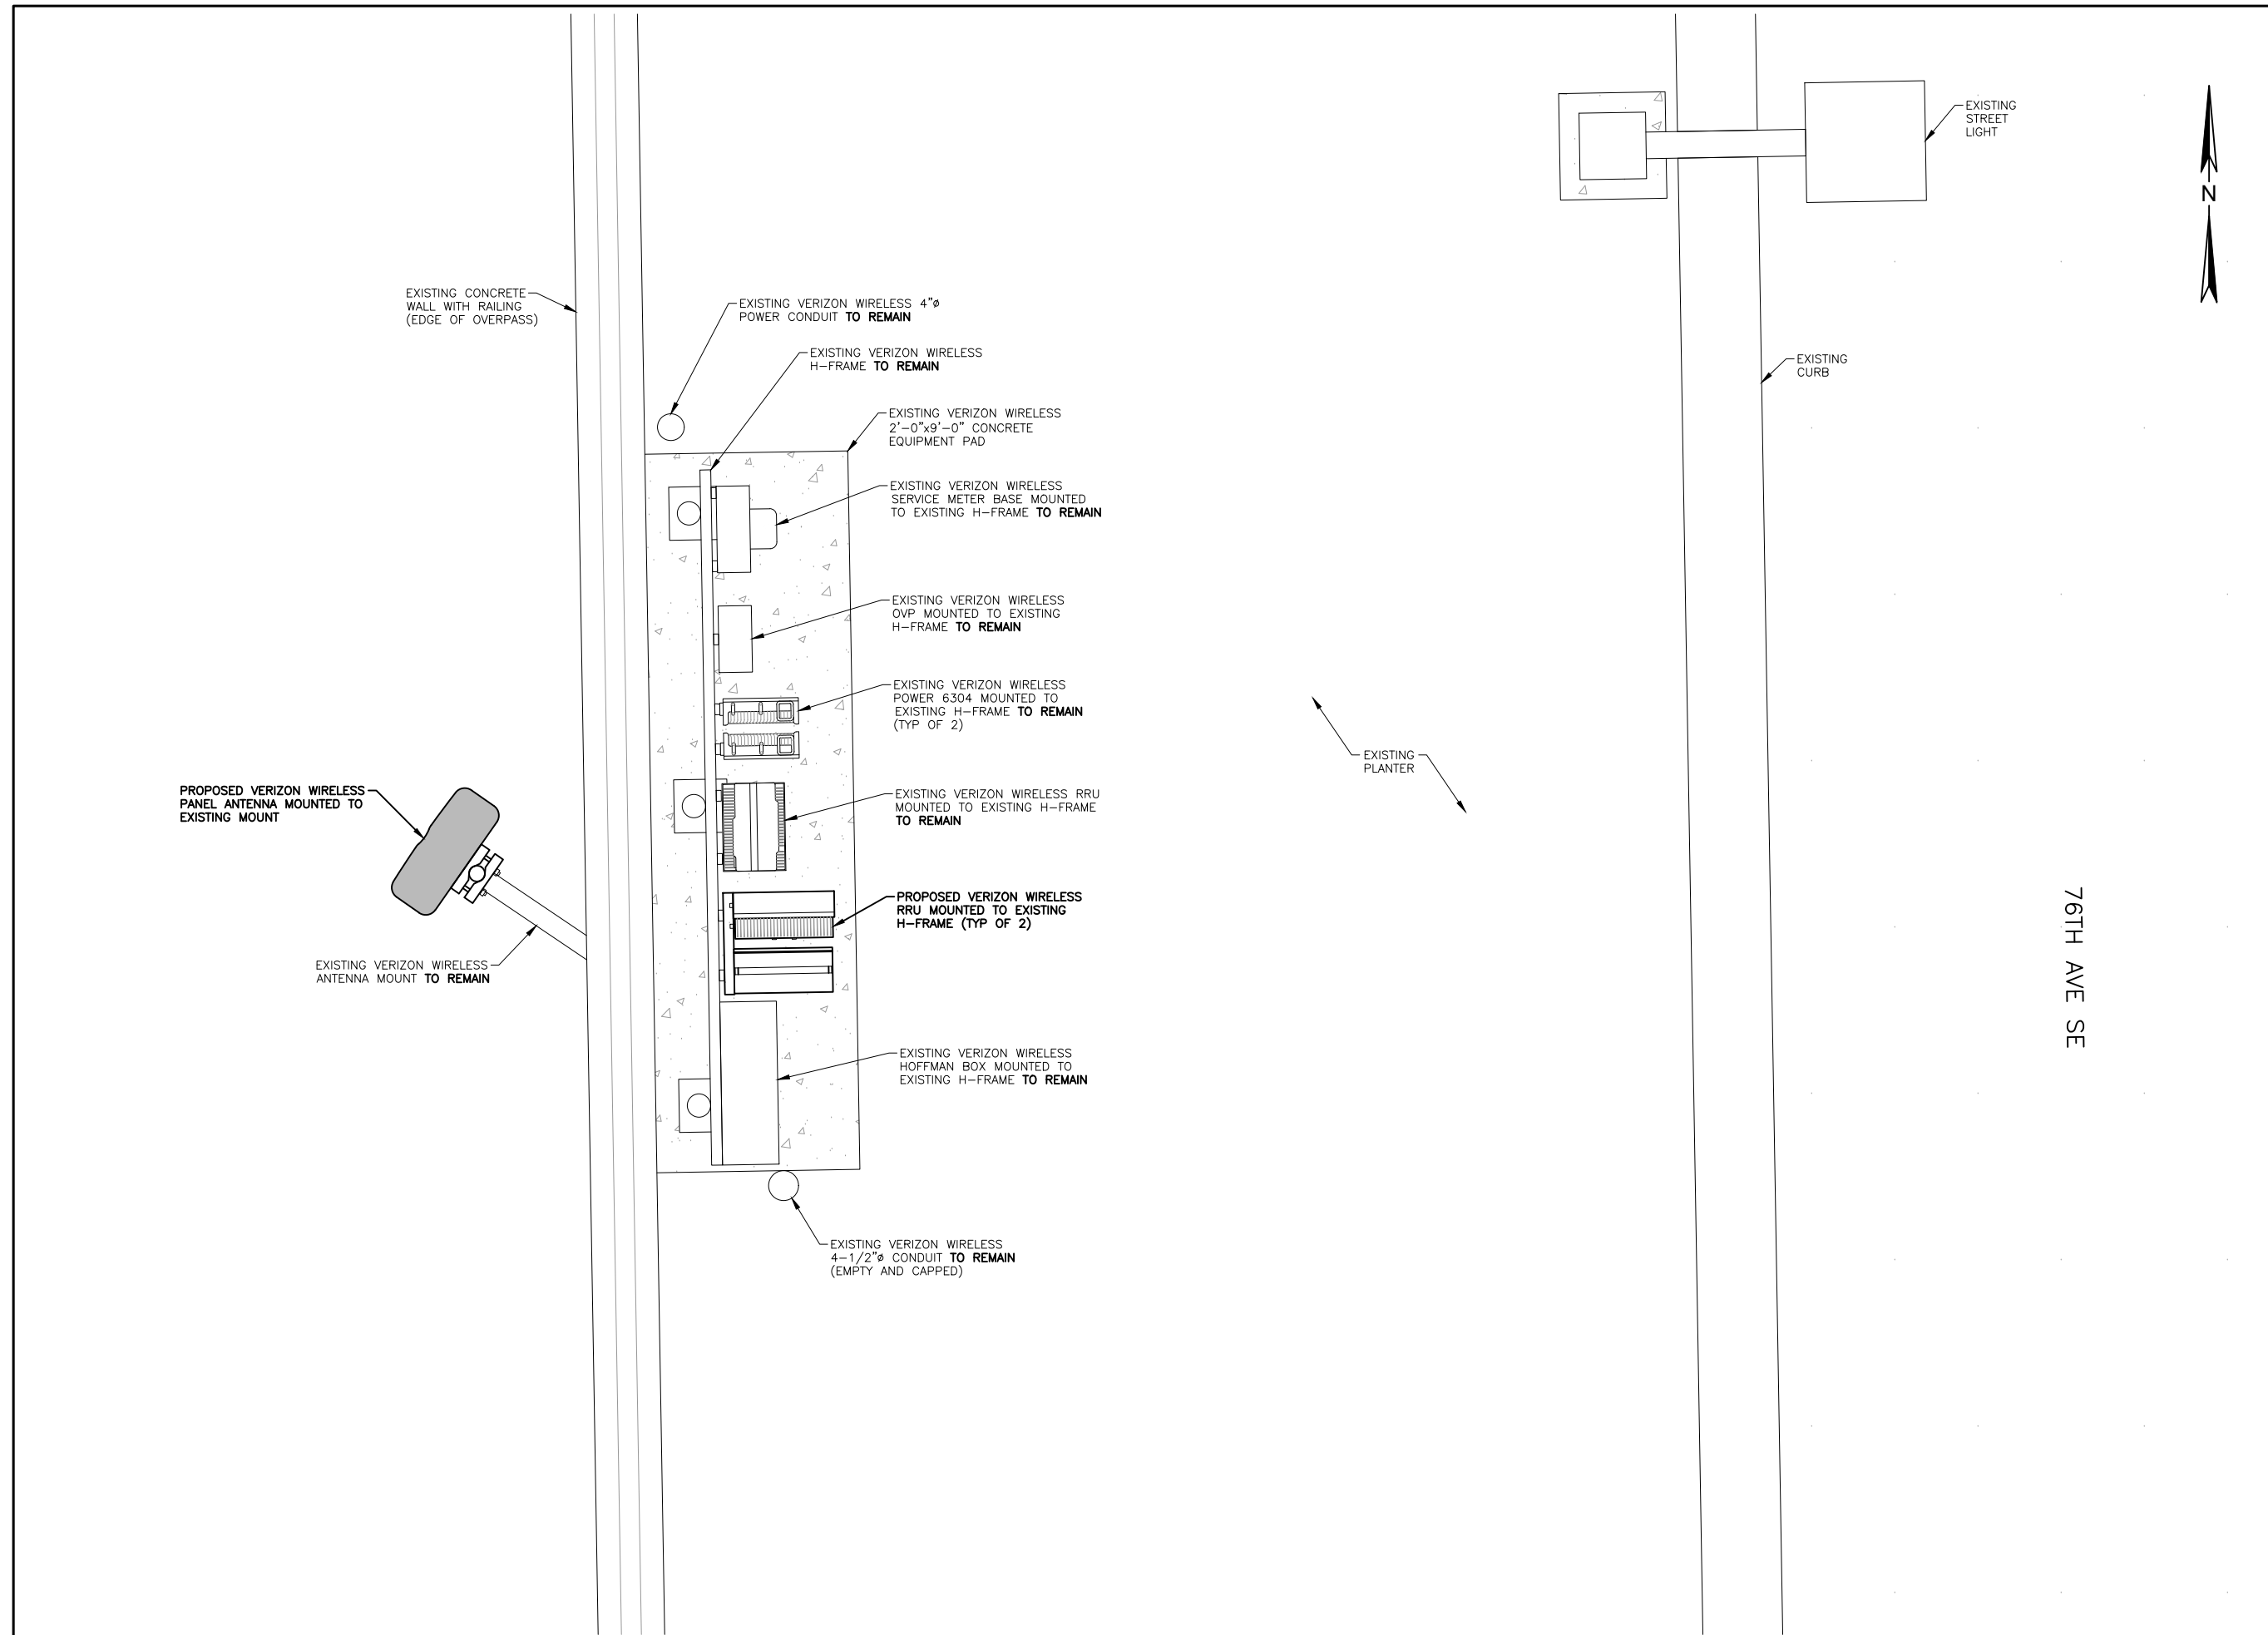 EXISTING
STREET
LIGHT
N
EXISTING CONCRETE
WALL WITH RAILING
(EDGE OF OVERPASS)
EXISTING VERIZON WIRELESS 4"ø
POWER CONDUIT TO REMAIN
EXISTING VERIZON WIRELESS
H-FRAME TO REMAIN
EXISTING
CURB
EXISTING VERIZON WIRELESS
2'-0"x9'-0" CONCRETE
EQUIPMENT PAD
EXISTING VERIZON WIRELESS
SERVICE METER BASE MOUNTED
TO EXISTING H-FRAME TO REMAIN
EXISTING VERIZON WIRELESS
OVP MOUNTED TO EXISTING
H-FRAME TO REMAIN
EXISTING VERIZON WIRELESS
POWER 6304 MOUNTED TO
EXISTING H-FRAME TO REMAIN
(TYP OF 2)
EXISTING
PLANTER
PROPOSED VERIZON WIRELESS
PANEL ANTENNA MOUNTED TO
EXISTING MOUNT
EXISTING VERIZON WIRELESS RRU
MOUNTED TO EXISTING H-FRAME
TO REMAIN
PROPOSED VERIZON WIRELESS
RRU MOUNTED TO EXISTING
H-FRAME (TYP OF 2)
76TH AVE SE
EXISTING VERIZON WIRELESS
ANTENNA MOUNT TO REMAIN
EXISTING VERIZON WIRELESS
HOFFMAN BOX MOUNTED TO
EXISTING H-FRAME TO REMAIN
EXISTING VERIZON WIRELESS
4-1/2"ø CONDUIT TO REMAIN
(EMPTY AND CAPPED)